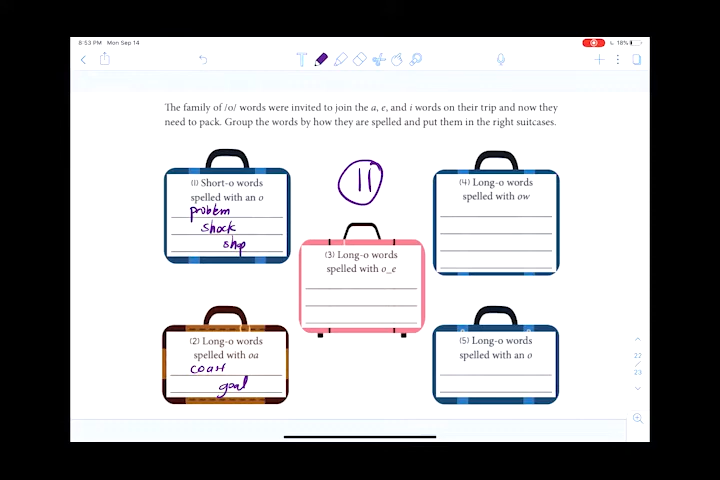 8:53 PM Mon Sep 14
18%
T
The family of /o/ words were invited to join the a, e, and i words on their trip and now they
need to pack. Group the words by how they are spelled and put them in the right suitcases.
(1) Short-o words
spelled with an o
problem
shock
shop
11
(4) Long-o words
spelled with ow
(3) Long-o words
spelled with o_e
(2) Long-o words
spelled with oa
coast
goal
(5) Long-o words
spelled with an o
22
/
23